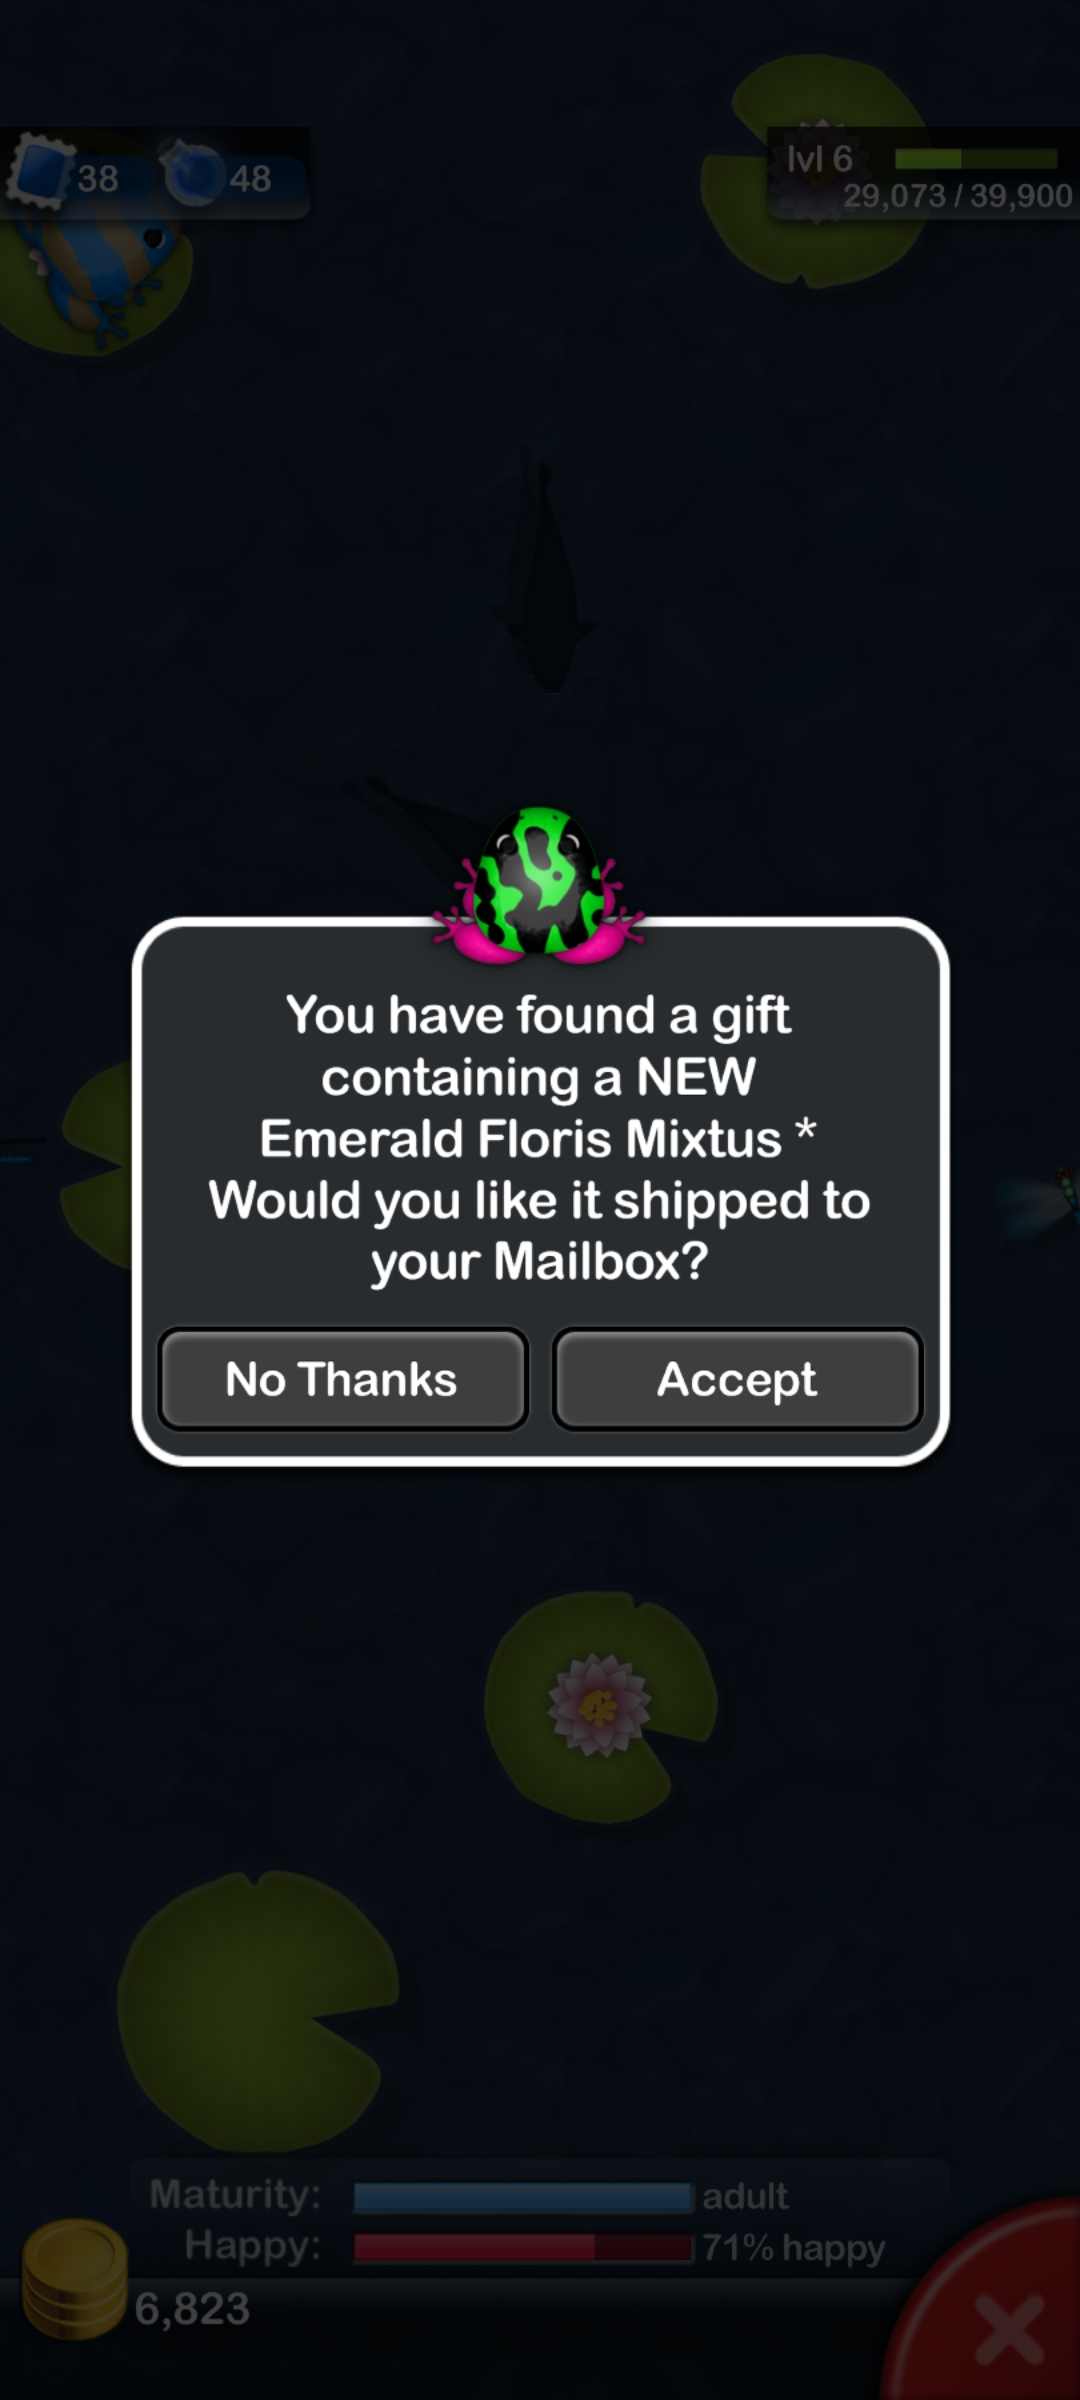 38
48
lvl 6
29,073 / 39,900
You have found a gift
containing a NEW
Emerald Floris Mixtus *
Would you like it shipped to
your Mailbox?
No Thanks
Accept
Maturity: adult
Happy: 71% happy
6,823